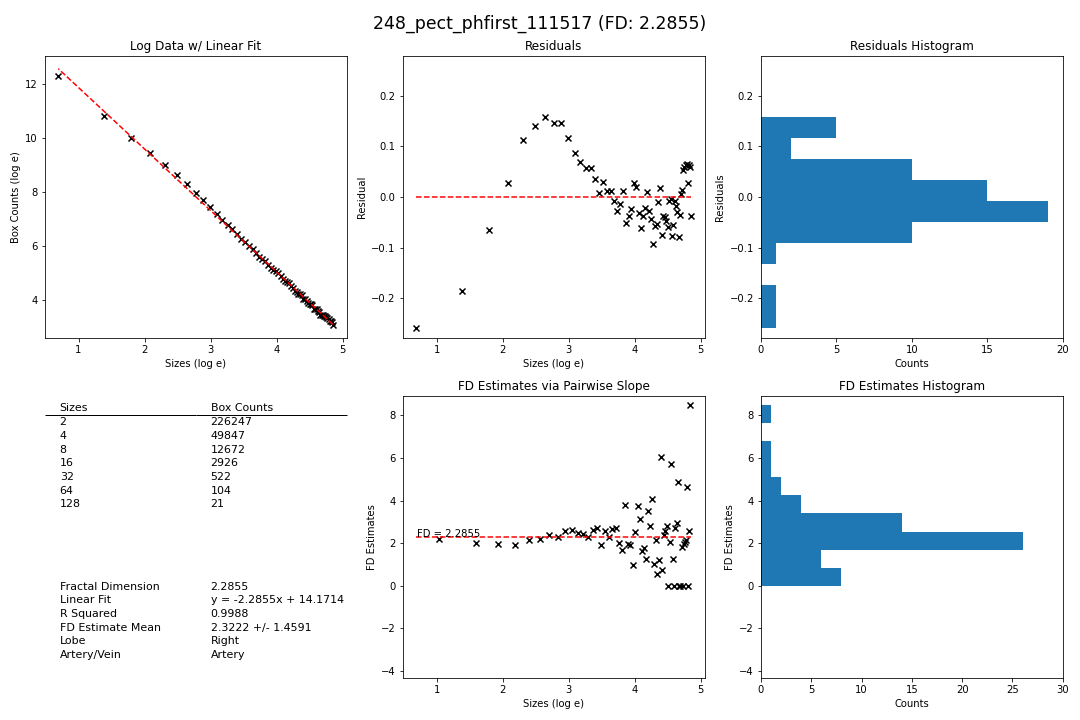 248_pect_phfirst_111517 (FD: 2.2855)
Log Data w/ Linear Fit
Box Counts (log e)
12
10
8
6
4
1 2 3 4 5
Sizes (log e)
Residuals
Residual
0.2
0.1
0.0
−0.1
−0.2
1 2 3 4 5
Sizes (log e)
Residuals Histogram
Residuals
0.2
0.1
0.0
−0.1
−0.2
0 5 10 15 20
Counts
Sizes Box Counts
2 226247
4 49847
8 12672
16 2926
32 522
64 104
128 21
Fractal Dimension 2.2855
Linear Fit y = -2.2855x + 14.1714
R Squared 0.9988
FD Estimate Mean 2.3222 +/- 1.4591
Lobe Right
Artery/Vein Artery
FD Estimates via Pairwise Slope
FD Estimates
8
6
4
FD = 2.2855
2
0
−2
−4
1 2 3 4 5
Sizes (log e)
FD Estimates Histogram
FD Estimates
8
6
4
2
0
−2
−4
0 5 10 15 20 25 30
Counts